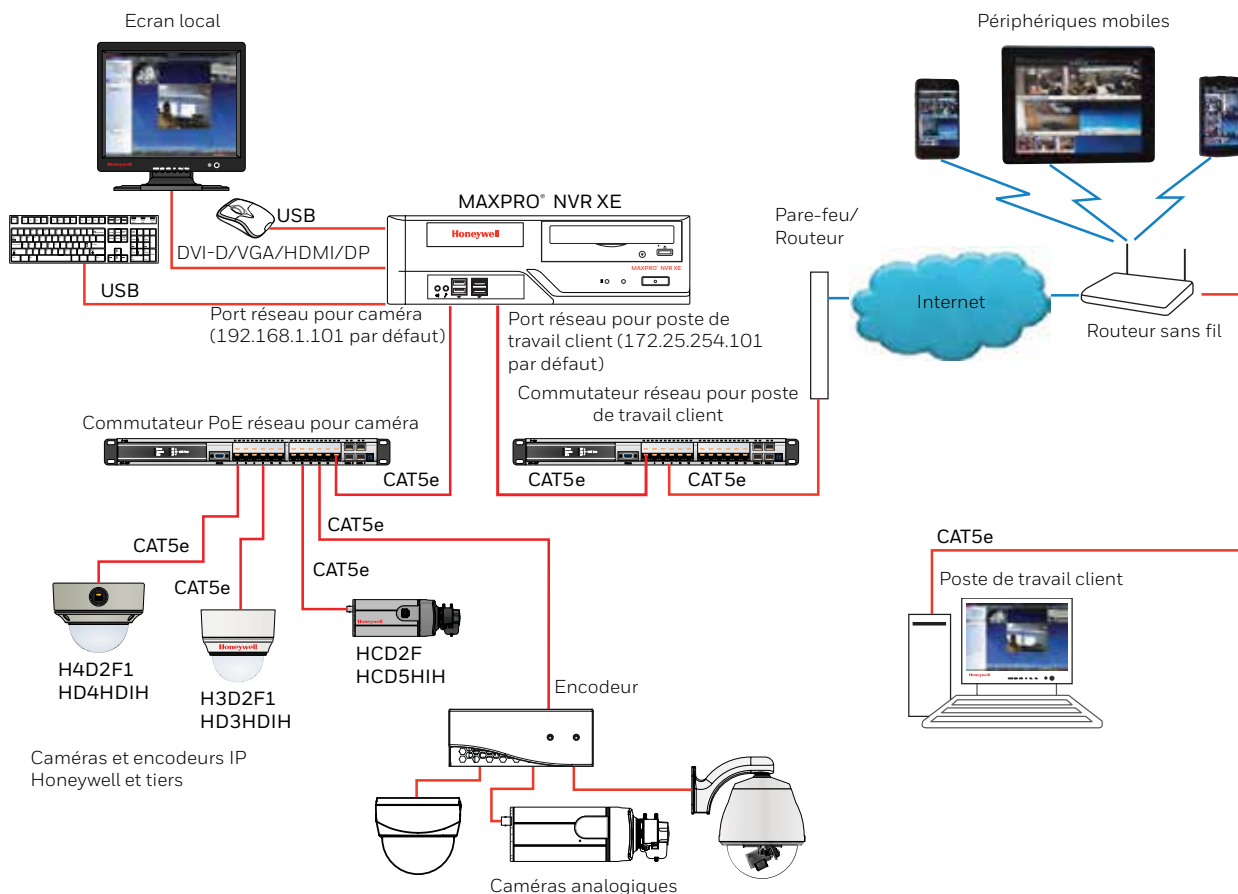 Ecran local
Périphériques mobiles
Honeywell
MAXPRO® NVR XE
USB
Honeywell
MAXPRO® NVR XE
DVI-D/VGA/HDMI/DP
USB
Pare-feu/
Routeur
Internet
Routeur sans fil
Port réseau pour caméra
(192.168.1.101 par défaut)
Port réseau pour poste de
travail client (172.25.254.101
par défaut)
Commutateur réseau pour poste
de travail client
Commutateur PoE réseau pour caméra
CAT5e
CAT5e
CAT5e
CAT5e
CAT5e
CAT5e
CAT5e
CAT5e
Poste de travail client
Honeywell
Honeywell
Honeywell
H4D2F1
HD4HDIH
H3D2F1
HD3HDIH
HCD2F
HCD5HIH
Encodeur
Caméras et encodeurs IP
Honeywell et tiers
Caméras analogiques